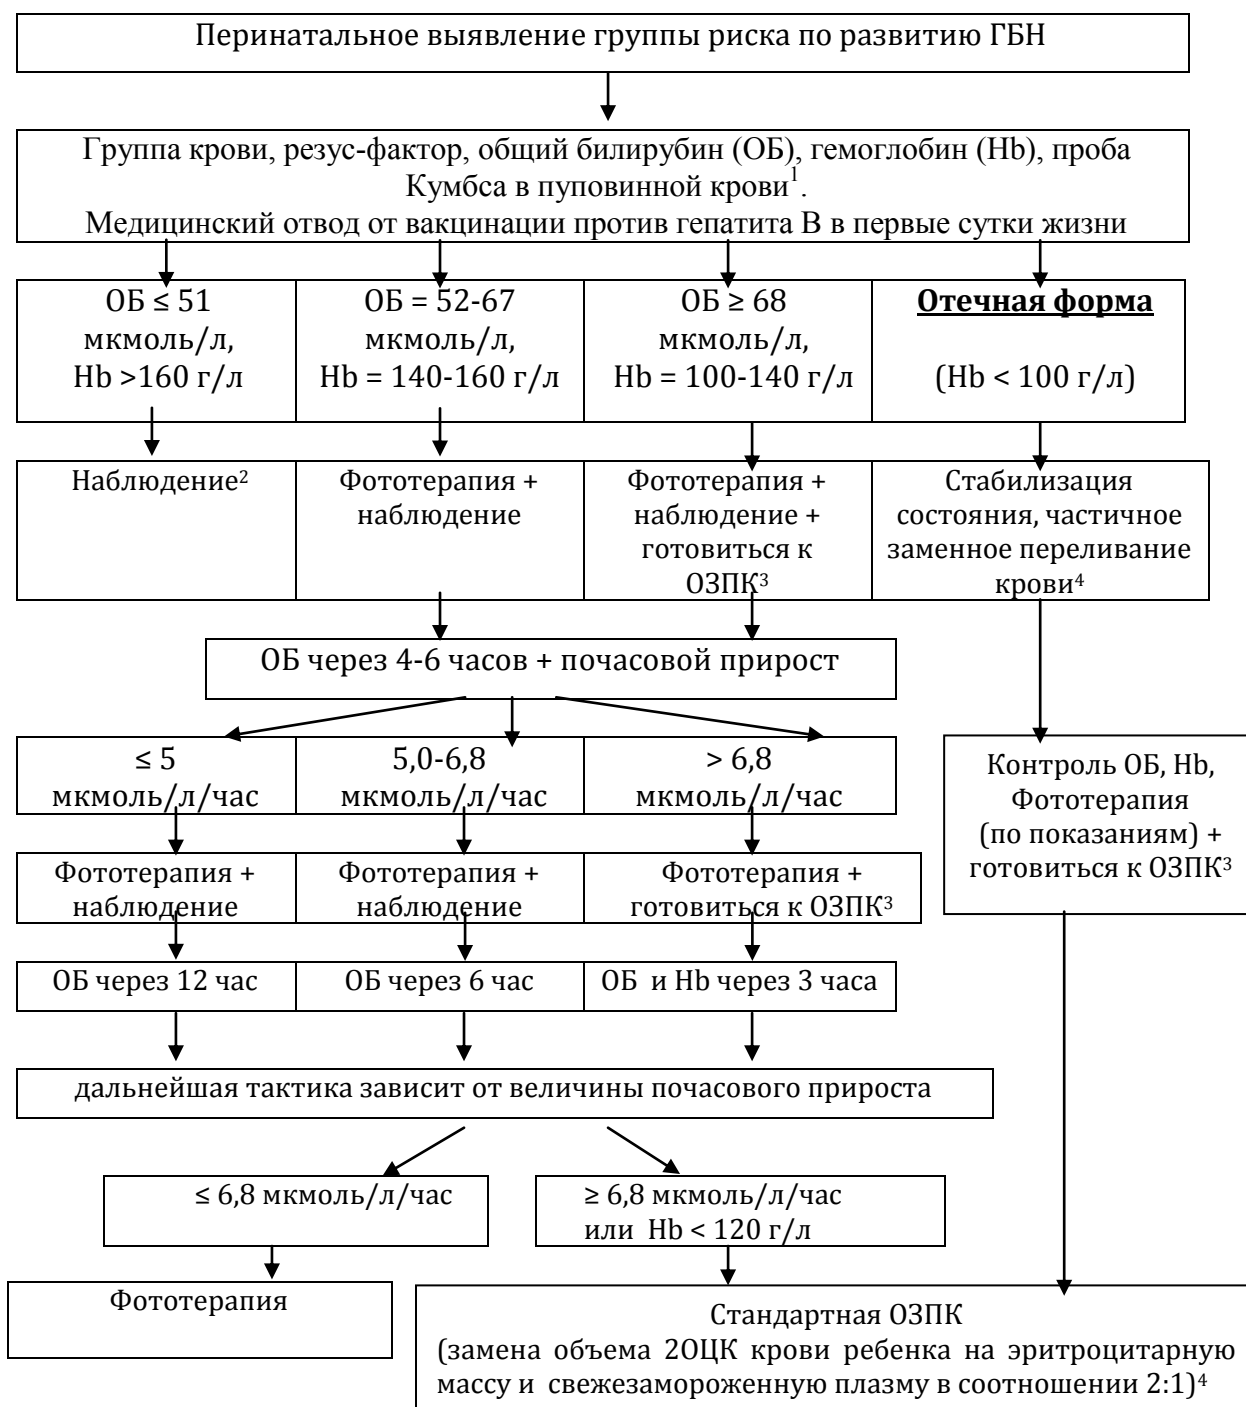 Перинатальное выявление группы риска по развитию ГБН
Группа крови, резус-фактор, общий билирубин (ОБ), гемоглобин (Hb), проба
Кумбса в пуповинной крови¹.
Медицинский отвод от вакцинации против гепатита В в первые сутки жизни
ОБ ≤ 51
мкмоль/л,
Hb >160 г/л
ОБ = 52-67
мкмоль/л,
Hb = 140-160 г/л
ОБ ≥ 68
мкмоль/л,
Hb = 100-140 г/л
Отечная форма
(Hb < 100 г/л)
Наблюдение²
Фототерапия +
наблюдение
Фототерапия +
наблюдение +
готовиться к
ОЗПК³
Стабилизация
состояния, частичное
заменное переливание
крови⁴
ОБ через 4-6 часов + почасовой прирост
≤ 5
мкмоль/л/час
5,0-6,8
мкмоль/л/час
> 6,8
мкмоль/л/час
Контроль ОБ, Hb,
Фототерапия
(по показаниям) +
готовиться к ОЗПК³
Фототерапия +
наблюдение
Фототерапия +
наблюдение
Фототерапия +
готовиться к ОЗПК³
ОБ через 12 час
ОБ через 6 час
ОБ и Hb через 3 часа
дальнейшая тактика зависит от величины почасового прироста
≤ 6,8 мкмоль/л/час
≥ 6,8 мкмоль/л/час
или Hb < 120 г/л
Фототерапия
Стандартная ОЗПК
(замена объема 2ОЦК крови ребенка на эритроцитарную
массу и свежезамороженную плазму в соотношении 2:1)⁴